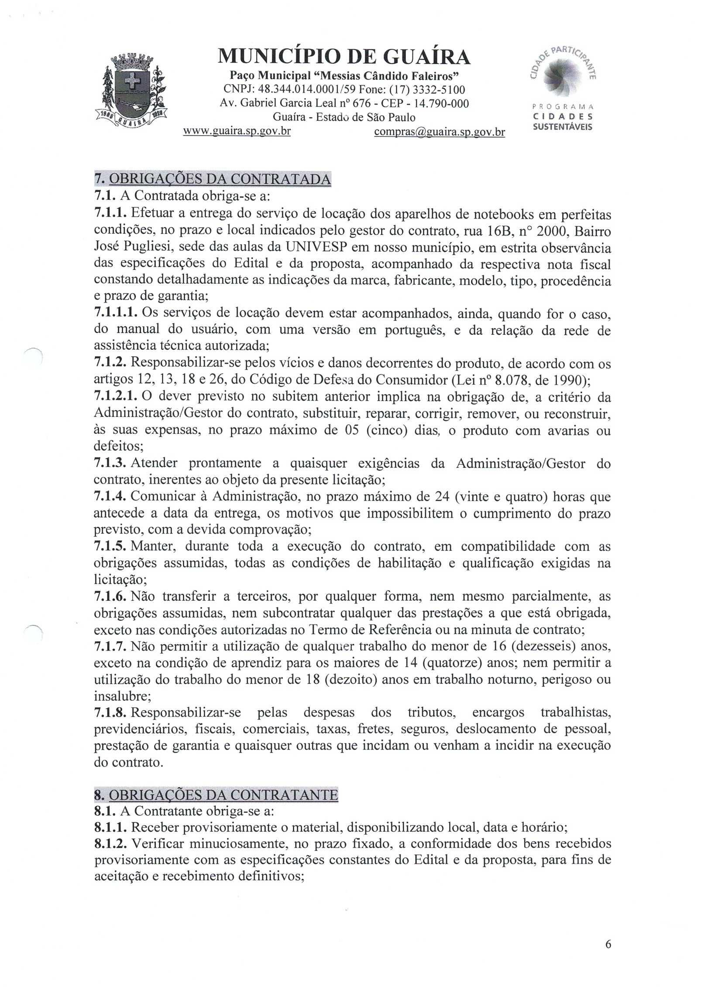 MUNICÍPIO DE GUAÍRA
Paço Municipal “Messias Cândido Faleiros”
CNPJ: 48.344.014.0001/59 Fone: (17) 3332-5100
Av. Gabriel Garcia Leal nº 676 - CEP - 14.790-000
Guaíra - Estado de São Paulo
www.guaira.sp.gov.br compras@guaira.sp.gov.br
GUAIRA 1928
CIDADE PARTICIPANTE
PROGRAMA
CIDADES
SUSTENTÁVEIS
7. OBRIGAÇÕES DA CONTRATADA
7.1. A Contratada obriga-se a:
7.1.1. Efetuar a entrega do serviço de locação dos aparelhos de notebooks em perfeitas
condições, no prazo e local indicados pelo gestor do contrato, rua 16B, n° 2000, Bairro
José Pugliesi, sede das aulas da UNIVESP em nosso município, em estrita observância
das especificações do Edital e da proposta, acompanhado da respectiva nota fiscal
constando detalhadamente as indicações da marca, fabricante, modelo, tipo, procedência
e prazo de garantia;
7.1.1.1. Os serviços de locação devem estar acompanhados, ainda, quando for o caso,
do manual do usuário, com uma versão em português, e da relação da rede de
assistência técnica autorizada;
7.1.2. Responsabilizar-se pelos vícios e danos decorrentes do produto, de acordo com os
artigos 12, 13, 18 e 26, do Código de Defesa do Consumidor (Lei nº 8.078, de 1990);
7.1.2.1. O dever previsto no subitem anterior implica na obrigação de, a critério da
Administração/Gestor do contrato, substituir, reparar, corrigir, remover, ou reconstruir,
às suas expensas, no prazo máximo de 05 (cinco) dias, o produto com avarias ou
defeitos;
7.1.3. Atender prontamente a quaisquer exigências da Administração/Gestor do
contrato, inerentes ao objeto da presente licitação;
7.1.4. Comunicar à Administração, no prazo máximo de 24 (vinte e quatro) horas que
antecede a data da entrega, os motivos que impossibilitem o cumprimento do prazo
previsto, com a devida comprovação;
7.1.5. Manter, durante toda a execução do contrato, em compatibilidade com as
obrigações assumidas, todas as condições de habilitação e qualificação exigidas na
licitação;
7.1.6. Não transferir a terceiros, por qualquer forma, nem mesmo parcialmente, as
obrigações assumidas, nem subcontratar qualquer das prestações a que está obrigada,
exceto nas condições autorizadas no Termo de Referência ou na minuta de contrato;
7.1.7. Não permitir a utilização de qualquer trabalho do menor de 16 (dezesseis) anos,
exceto na condição de aprendiz para os maiores de 14 (quatorze) anos; nem permitir a
utilização do trabalho do menor de 18 (dezoito) anos em trabalho noturno, perigoso ou
insalubre;
7.1.8. Responsabilizar-se pelas despesas dos tributos, encargos trabalhistas,
previdenciários, fiscais, comerciais, taxas, fretes, seguros, deslocamento de pessoal,
prestação de garantia e quaisquer outras que incidam ou venham a incidir na execução
do contrato.
8. OBRIGAÇÕES DA CONTRATANTE
8.1. A Contratante obriga-se a:
8.1.1. Receber provisoriamente o material, disponibilizando local, data e horário;
8.1.2. Verificar minuciosamente, no prazo fixado, a conformidade dos bens recebidos
provisoriamente com as especificações constantes do Edital e da proposta, para fins de
aceitação e recebimento definitivos;
6